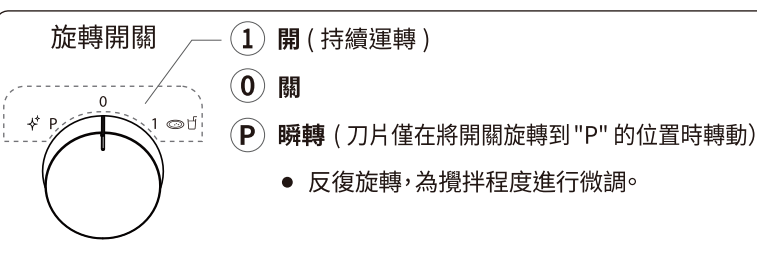 旋轉開關
1 開 ( 持續運轉 )
0 關
P 瞬轉 ( 刀片僅在將開關旋轉到"P" 的位置時轉動)
• 反復旋轉，為攪拌程度進行微調。
0
P
1